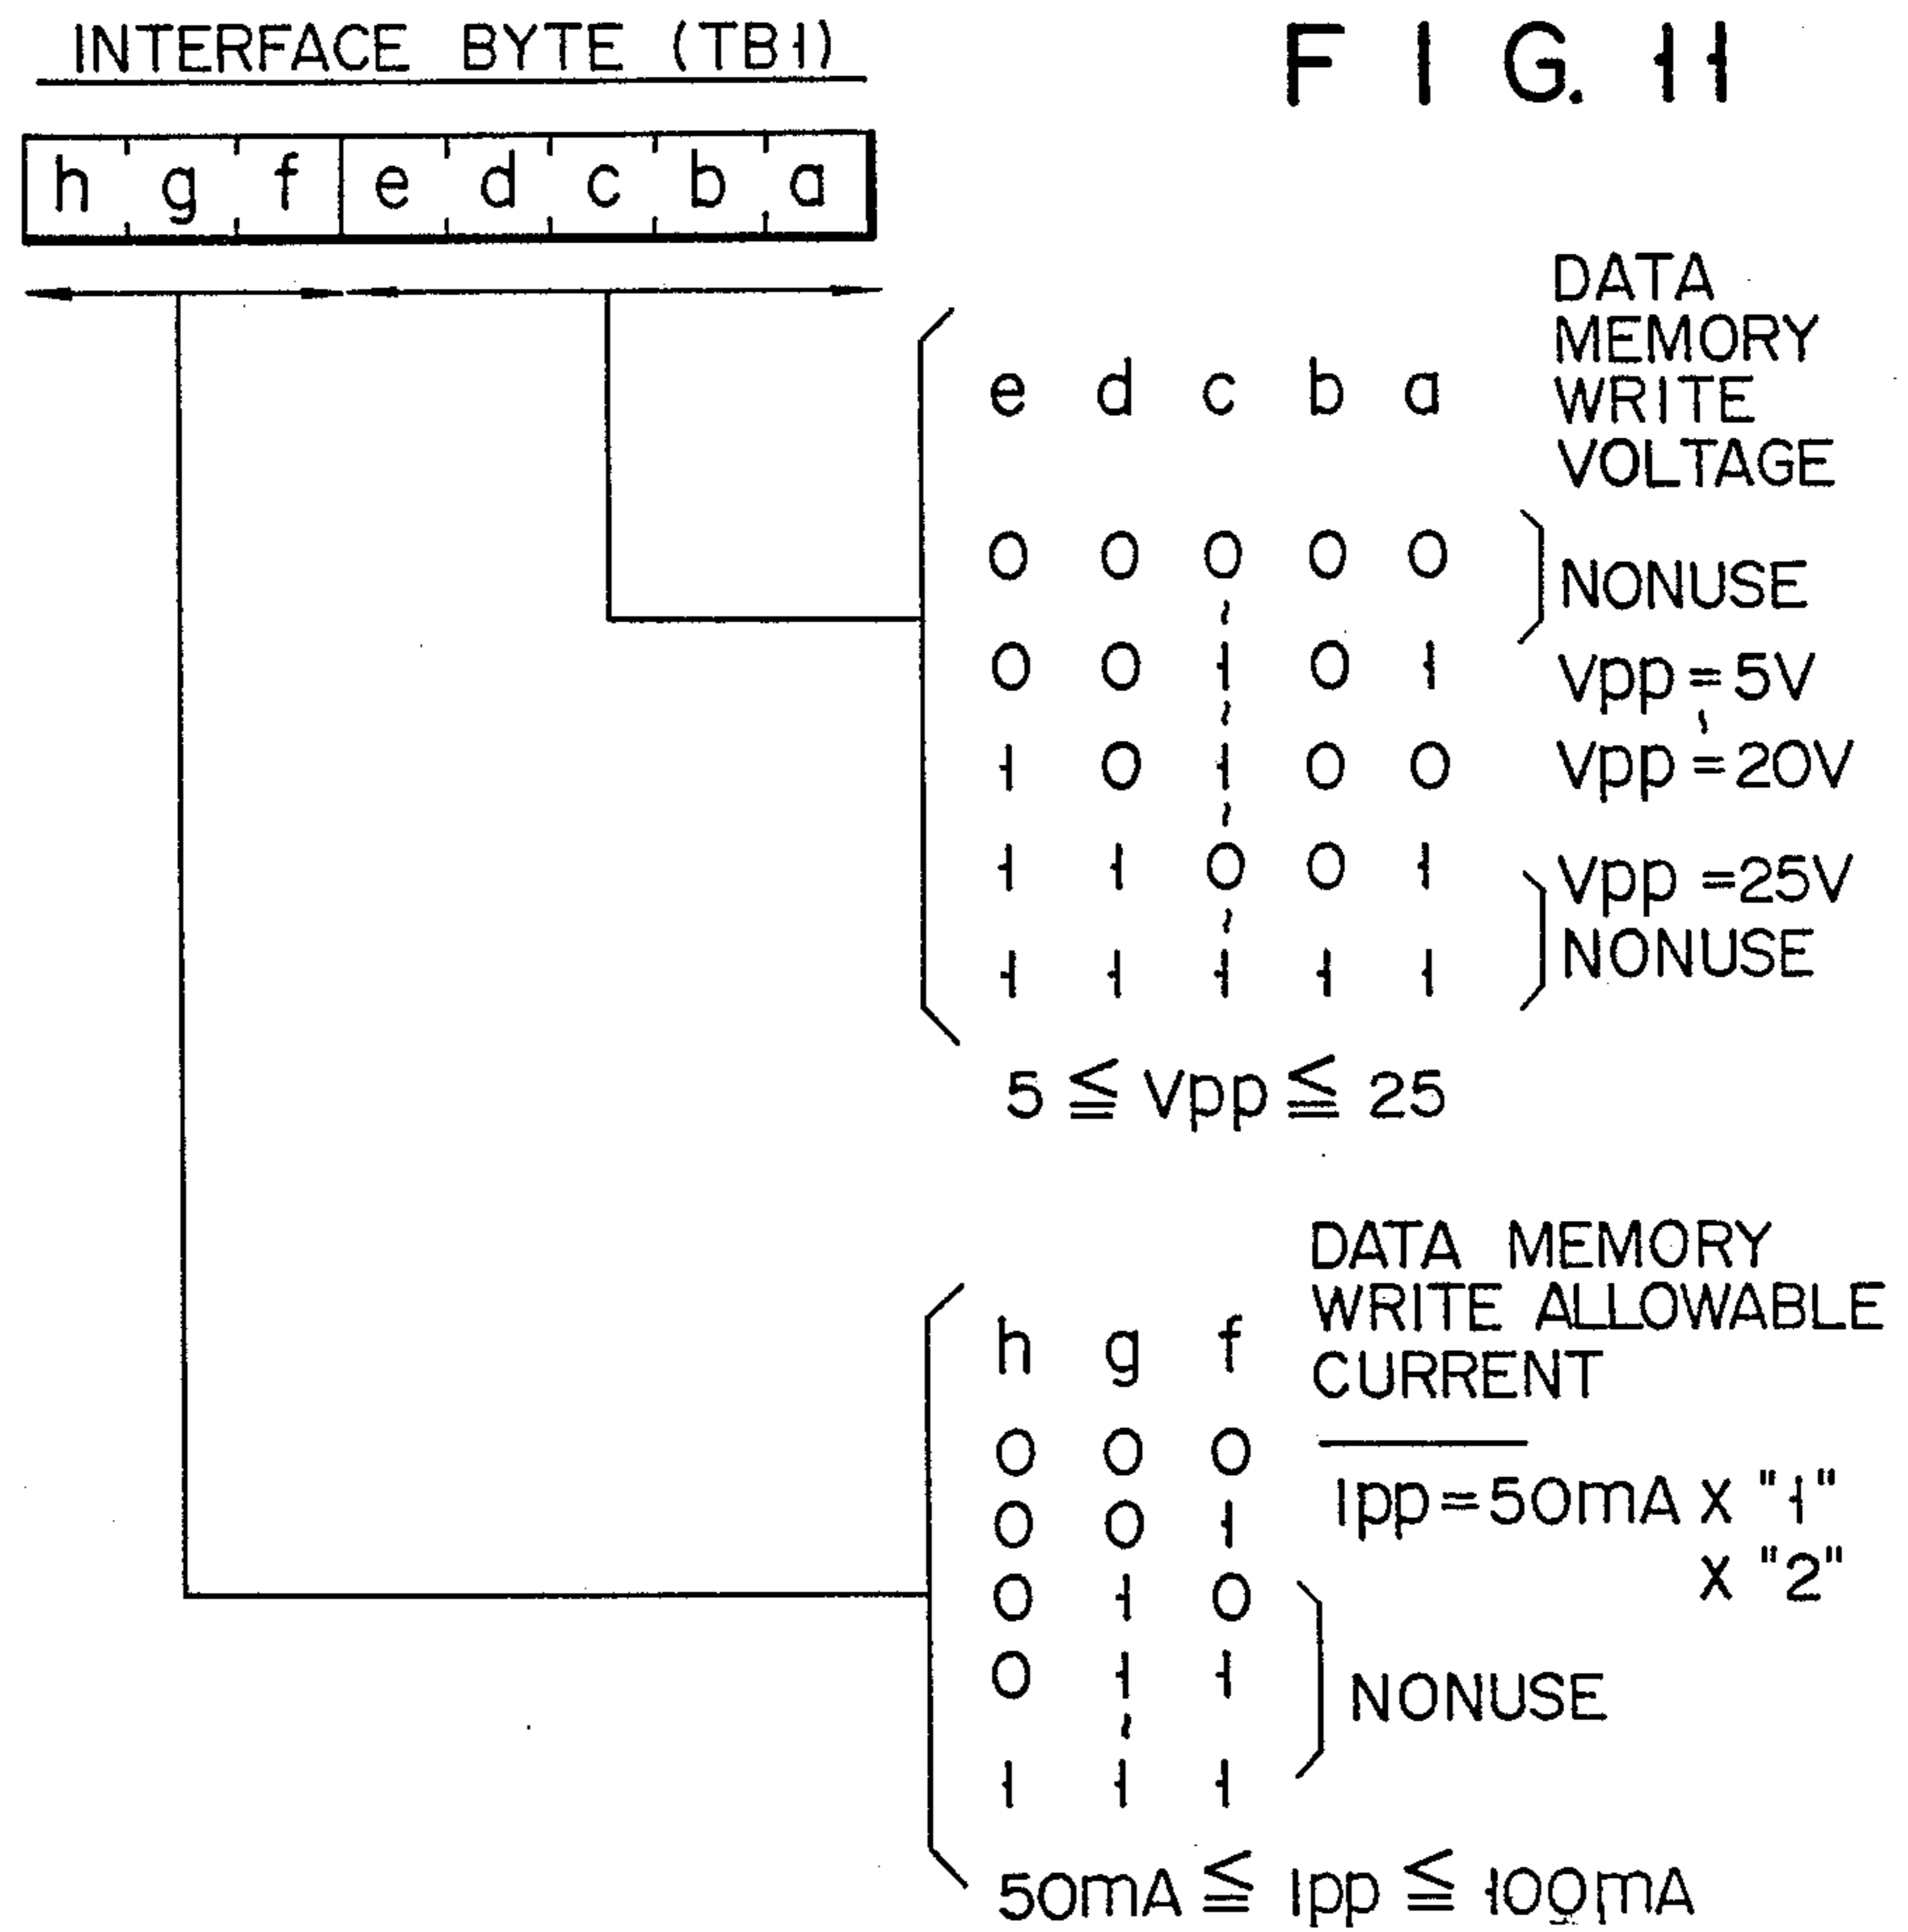 INTERFACE BYTE (TB1)
FIG. 11
h g f e d c b a
DATA
MEMORY
WRITE
VOLTAGE
e d c b a
0 0 0 0 0
NONUSE
~
0 0 1 0 1 Vpp = 5V
~ ~
1 0 1 0 0 Vpp = 20V
~
1 1 0 0 1 Vpp = 25V
~
1 1 1 1 1 NONUSE
5 ≦ Vpp ≦ 25
DATA MEMORY
WRITE ALLOWABLE
CURRENT
h g f
0 0 0
0 0 1 Ipp = 50mA X "1"
0 1 0 X "2"
0 1 1 NONUSE
~
1 1 1
50mA ≦ Ipp ≦ 100mA